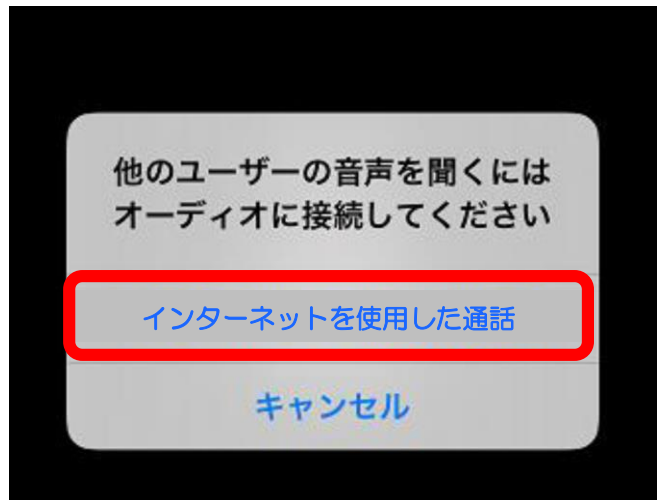 他のユーザーの音声を聞くには
オーディオに接続してください
インターネットを使用した通話
キャンセル